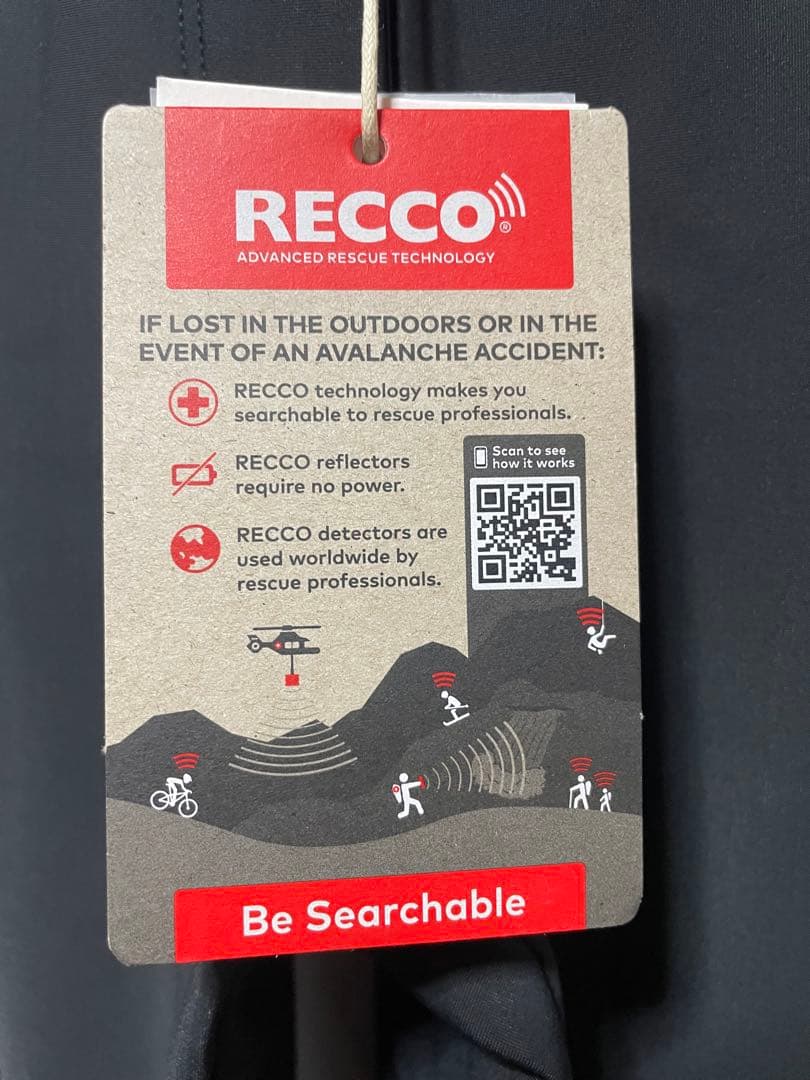 RECCO®
ADVANCED RESCUE TECHNOLOGY
IF LOST IN THE OUTDOORS OR IN THE
EVENT OF AN AVALANCHE ACCIDENT:
RECCO technology makes you
searchable to rescue professionals.
RECCO reflectors
require no power.
Scan to see
how it works
RECCO detectors are
used worldwide by
rescue professionals.
Be Searchable